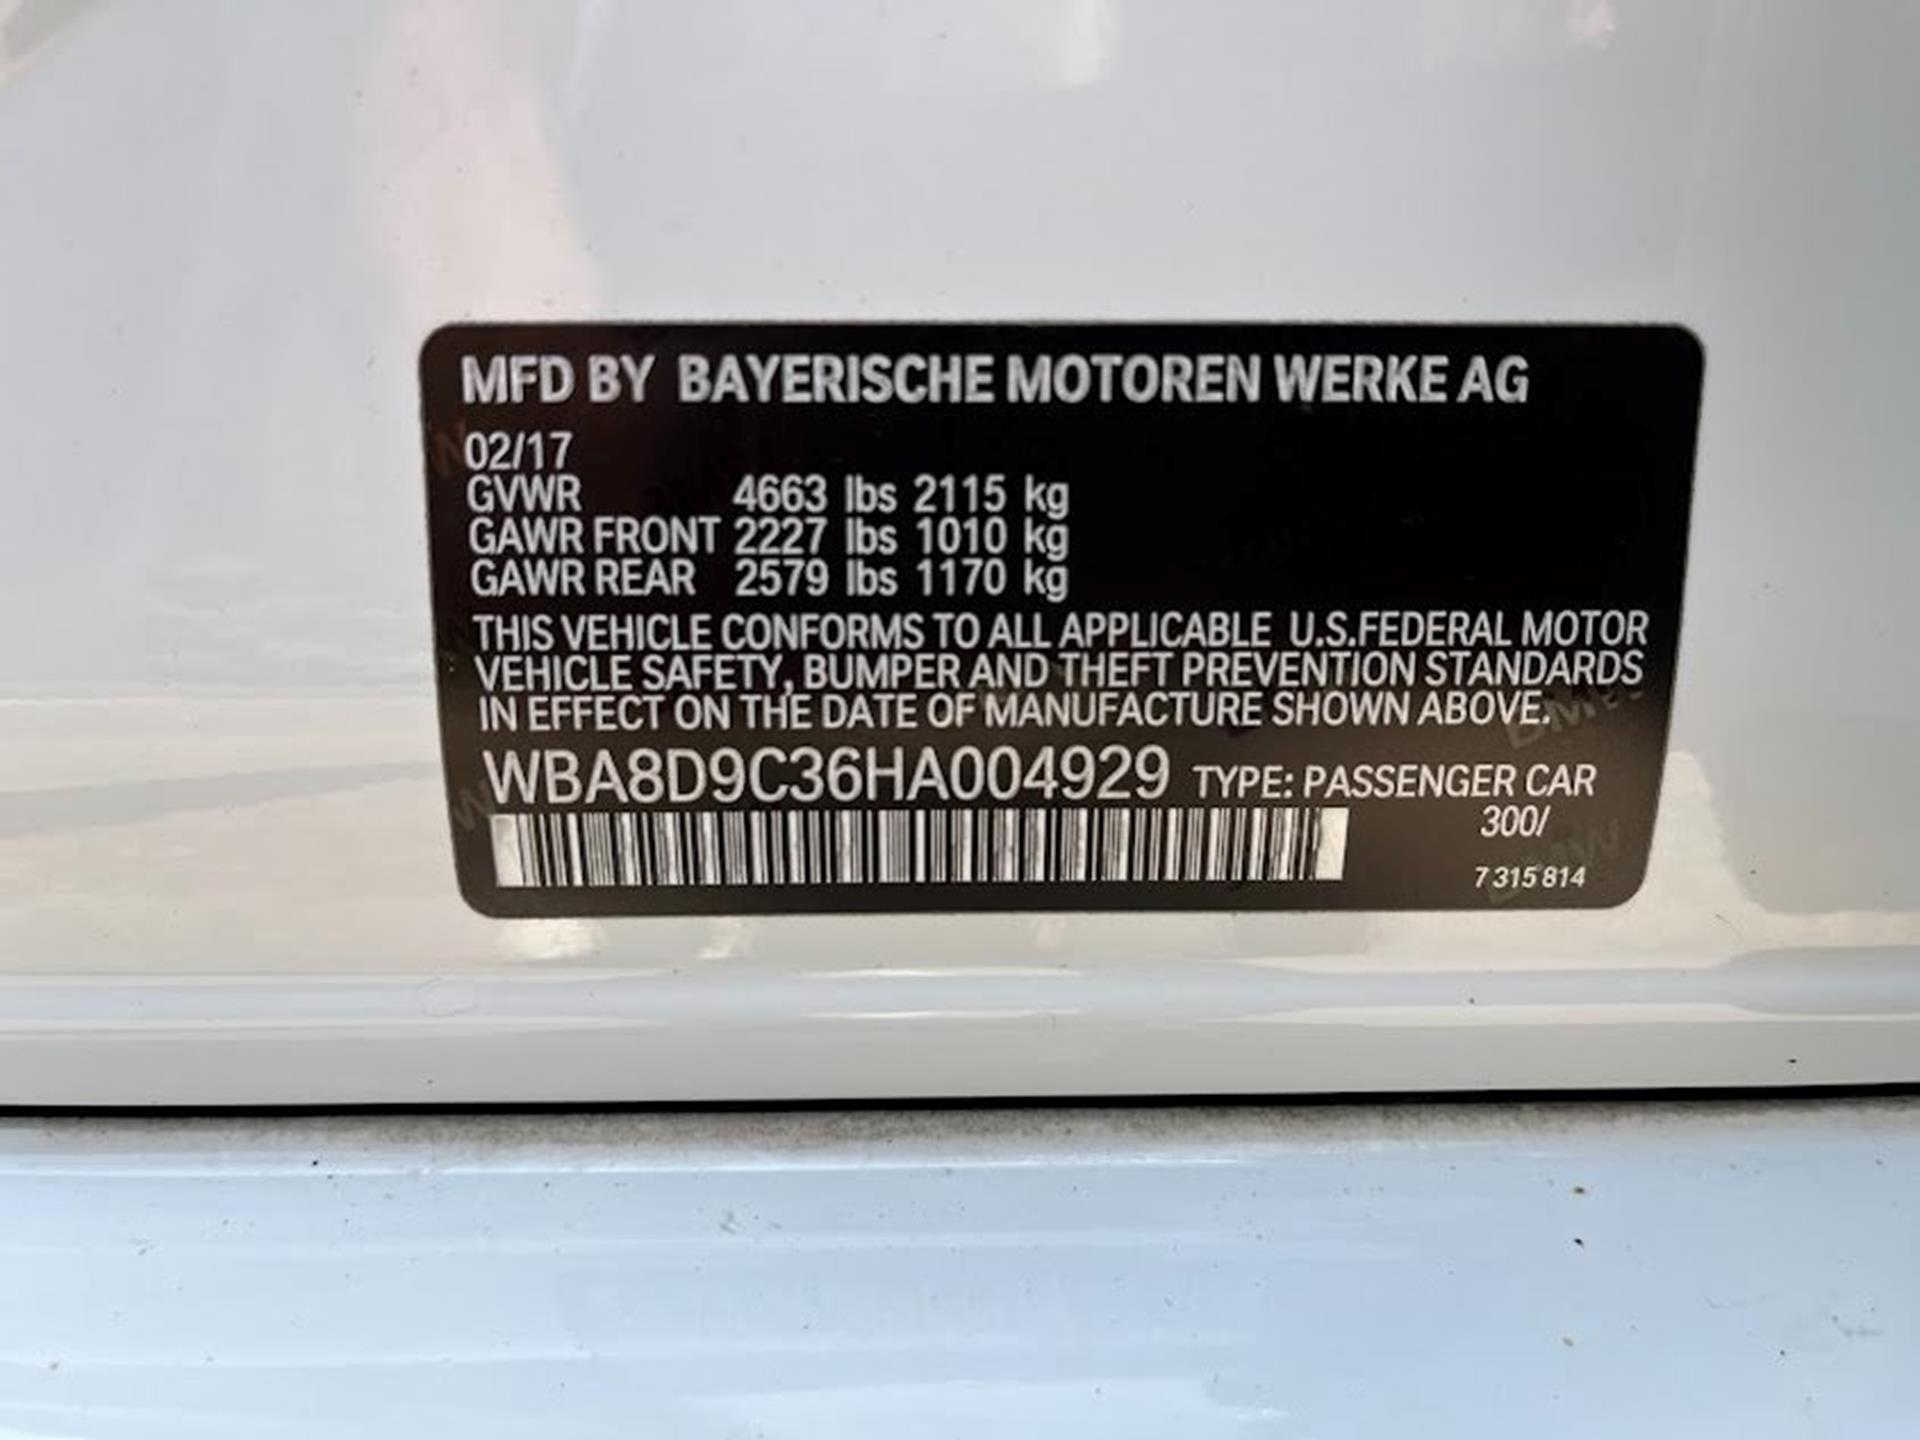 MFD BY BAYERISCHE MOTOREN WERKE AG
02/17
GVWR 4663 lbs 2115 kg
GAWR FRONT 2227 lbs 1010 kg
GAWR REAR 2579 lbs 1170 kg
THIS VEHICLE CONFORMS TO ALL APPLICABLE U.S.FEDERAL MOTOR
VEHICLE SAFETY, BUMPER AND THEFT PREVENTION STANDARDS
IN EFFECT ON THE DATE OF MANUFACTURE SHOWN ABOVE.
WBA8D9C36HA004929 TYPE: PASSENGER CAR
300/
7 315 814